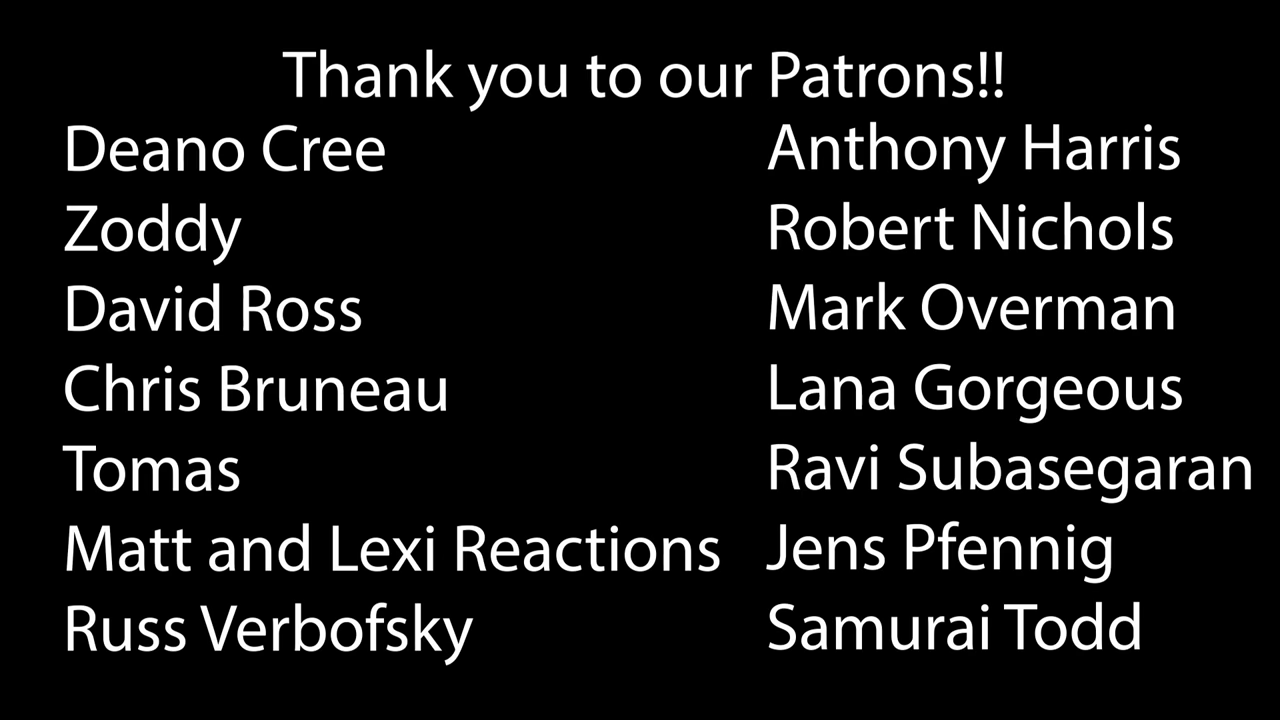 Thank you to our Patrons!!
Deano Cree
Zoddy
David Ross
Chris Bruneau
Tomas
Matt and Lexi Reactions
Russ Verbofsky
Anthony Harris
Robert Nichols
Mark Overman
Lana Gorgeous
Ravi Subasegaran
Jens Pfennig
Samurai Todd